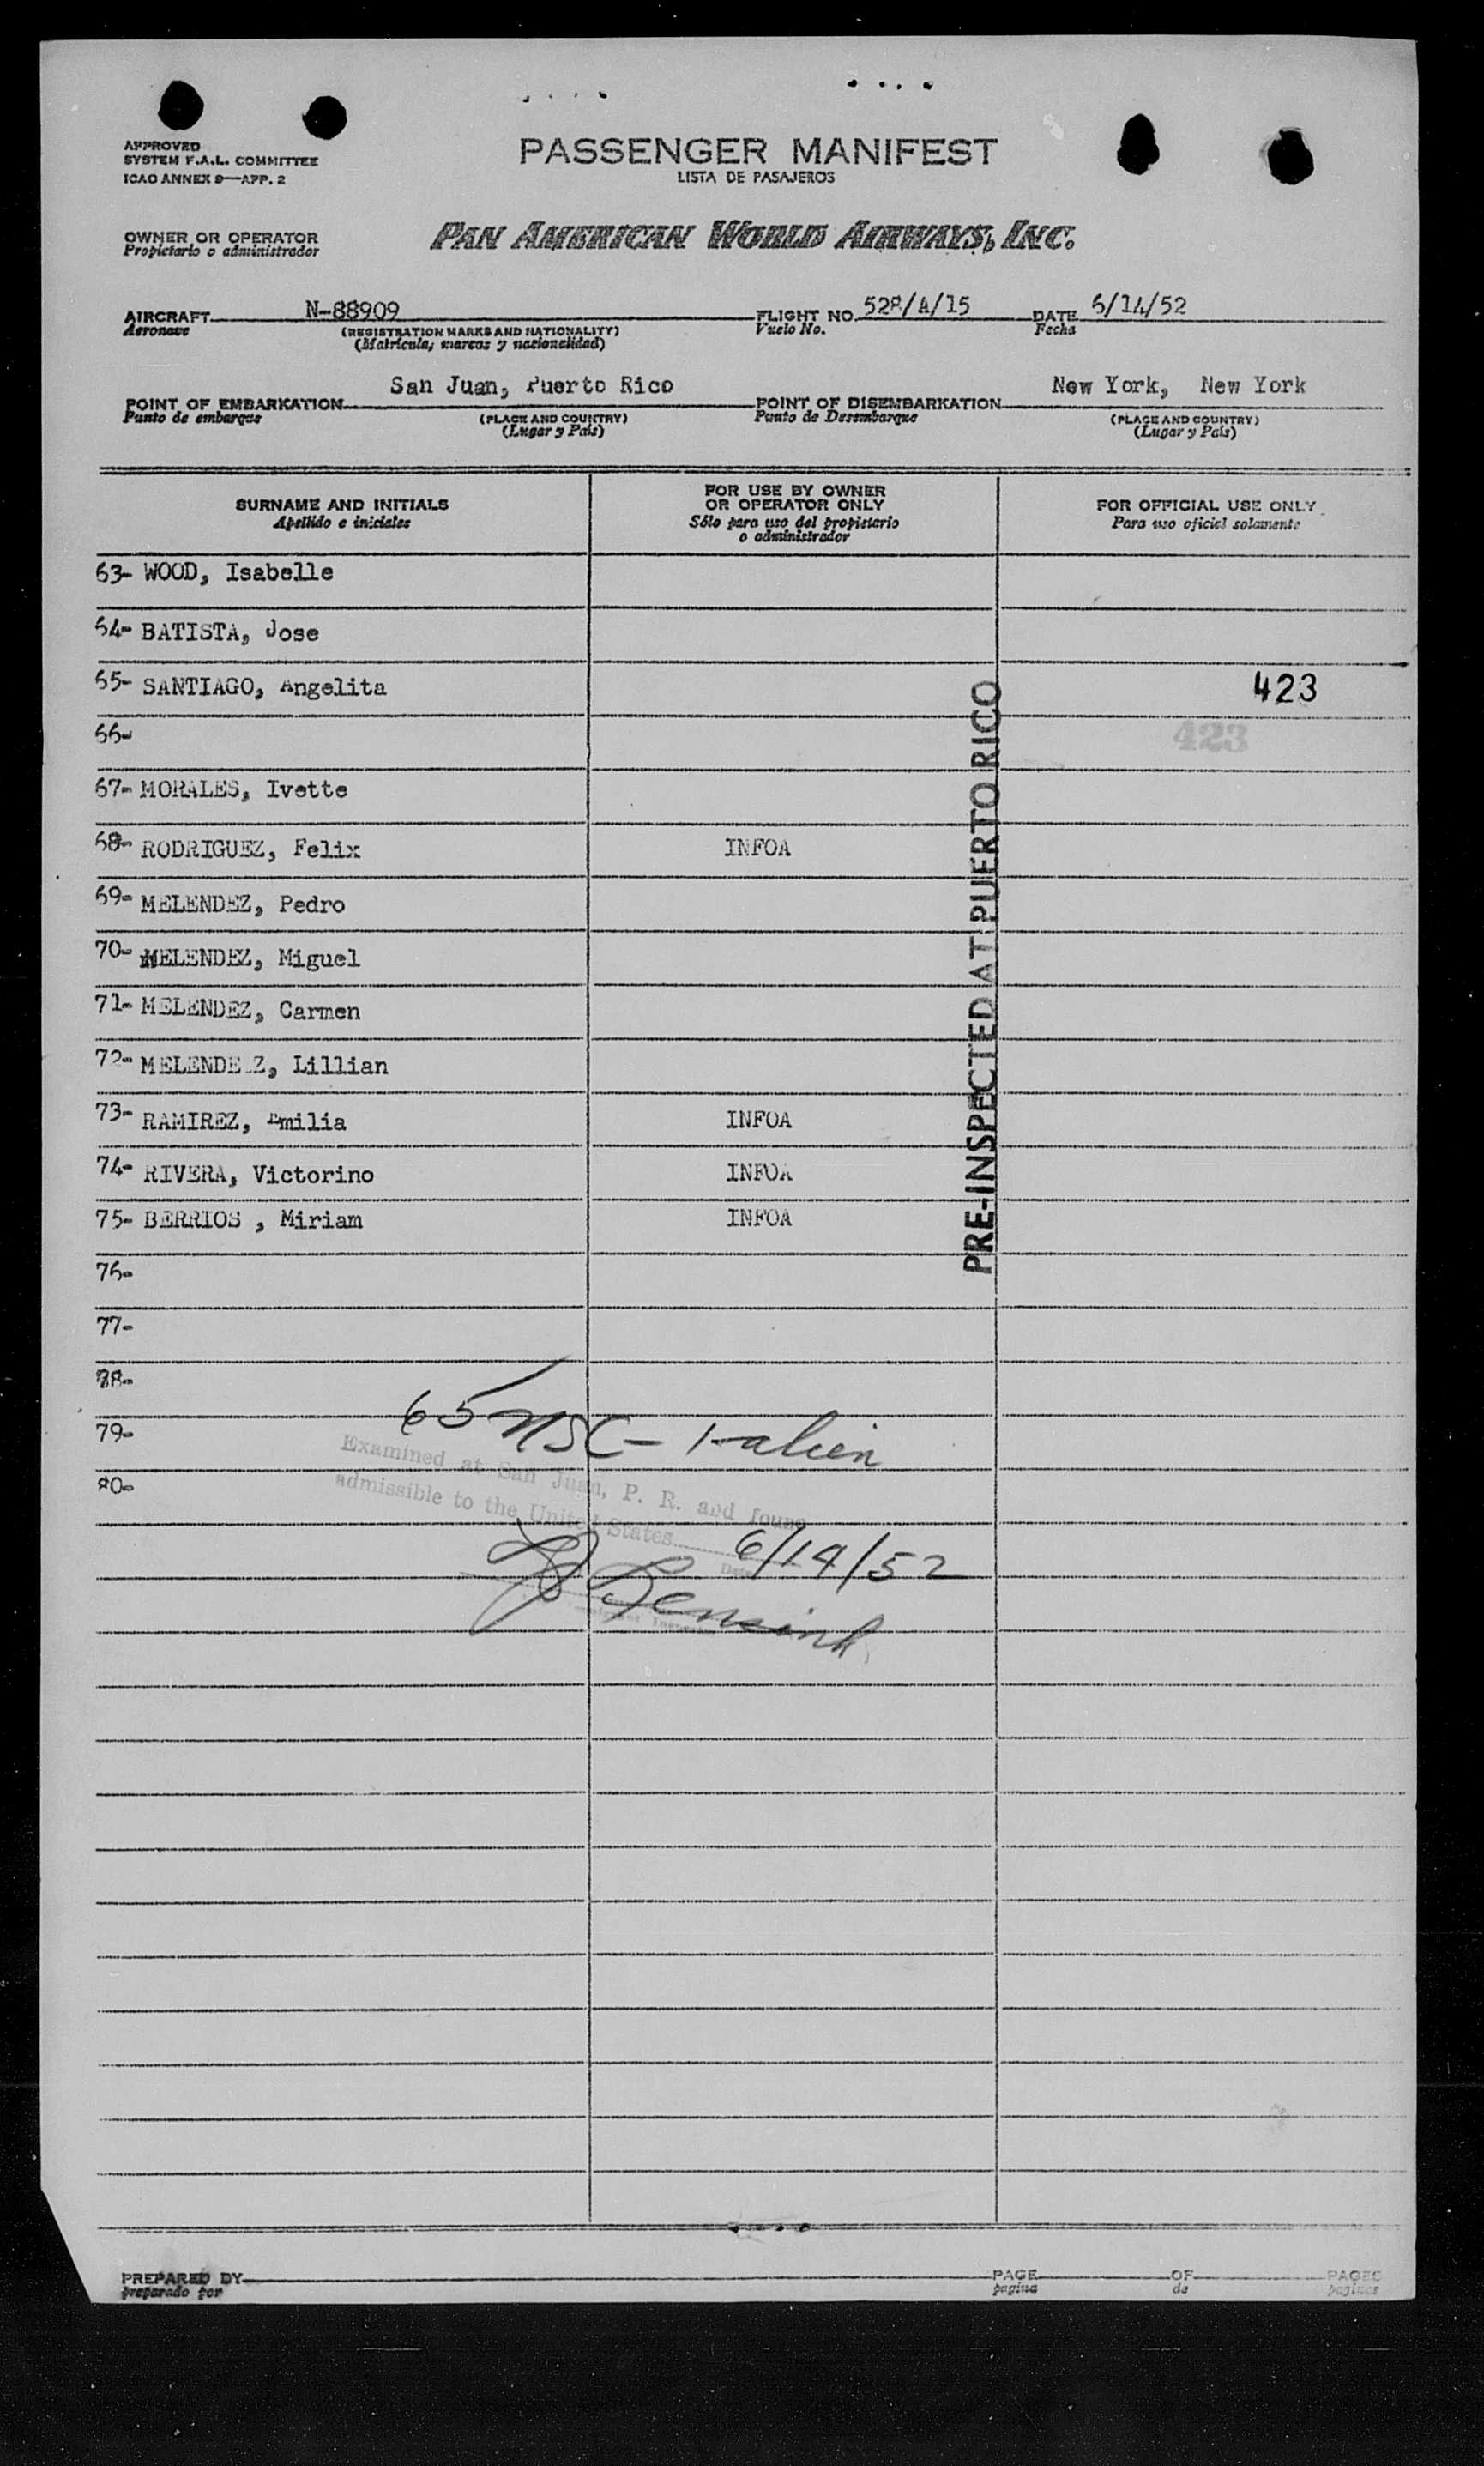 APPROVED
SYSTEM F.A.L. COMMITTEE
ICAO ANNEX 9—APP. 2
PASSENGER MANIFEST
LISTA DE PASAJEROS
OWNER OR OPERATOR
Propietario o administrador
PAN AMERICAN WORLD AIRWAYS, INC.
AIRCRAFT N-88909 FLIGHT NO. 528/A/15 DATE 6/14/52
Aeronave (REGISTRATION MARKS AND NATIONALITY) Vuelo No. Fecha
(Matrícula, marcas y nacionalidad)
POINT OF EMBARKATION San Juan, Puerto Rico POINT OF DISEMBARKATION New York, New York
Punto de embarque (PLACE AND COUNTRY) Punto de Desembarque (PLACE AND COUNTRY)
(Lugar y País) (Lugar y País)
SURNAME AND INITIALS
Apellido e iniciales
FOR USE BY OWNER
OR OPERATOR ONLY
Sólo para uso del propietario
o administrador
FOR OFFICIAL USE ONLY
Para uso oficial solamente
63- WOOD, Isabelle
64- BATISTA, Jose
65- SANTIAGO, Angelita 423
66- 423
67- MORALES, Ivette
68- RODRIGUEZ, Felix INFOA
69- MELENDEZ, Pedro
70- MELENDEZ, Miguel
71- MELENDEZ, Carmen
72- MELENDEZ, Lillian
73- RAMIREZ, Emilia INFOA
74- RIVERA, Victorino INFOA
75- BERRIOS , Miriam INFOA
PRE-INSPECTED AT PUERTO RICO
76-
77-
78-
79-
65 USC - 1-alien
80-
Examined at San Juan, P. R. and found
admissible to the United States
6/14/52
Date
PREPARED BY PAGE OF PAGES
preparado por pagina de paginas